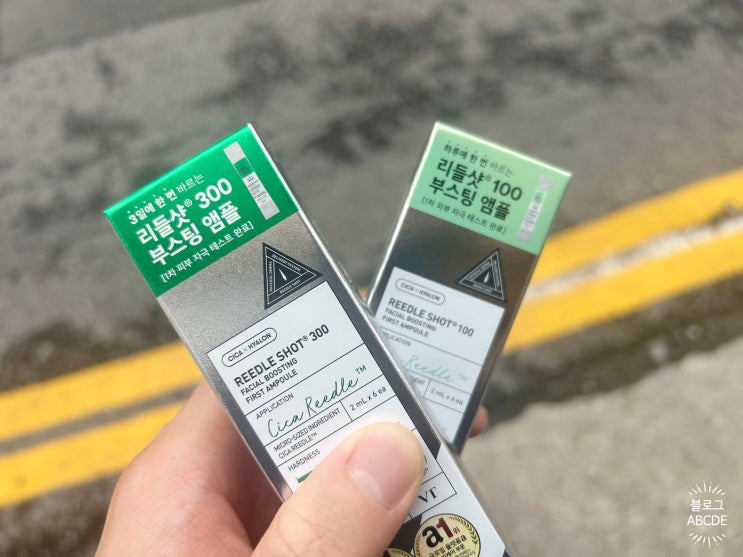 3일에 한 번 바르는
리들샷® 300
부스팅 앰플
[1차 피부 자극 테스트 완료]
CICA × HYALON
REEDLE SHOT® 300
FACIAL BOOSTING
FIRST AMPOULE
APPLICATION
Cica Reedle™
MICRO-SIZED INGREDIENT
CICA REEDLE™
2 mL x 6 ea
HARDNESS
a1위
하루에 한 번 바르는
리들샷® 100
부스팅 앰플
[1차 피부 자극 테스트 완료]
CICA × HYALON
REEDLE SHOT® 100
FACIAL BOOSTING
FIRST AMPOULE
APPLICATION
Reedle™
2 mL x 6 ea
블로그
ABCDE